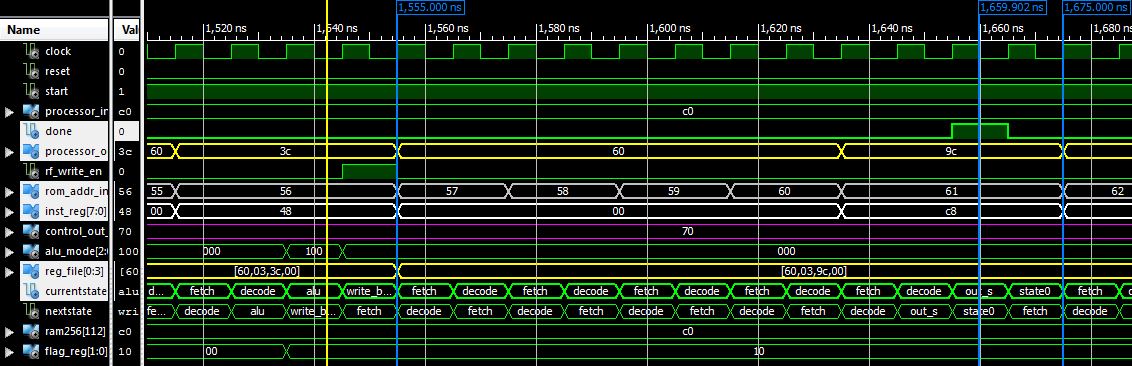 1,555.000 ns 1,659.902 ns 1,675.000 ns
Name Val 1,520 ns 1,540 ns 1,560 ns 1,580 ns 1,600 ns 1,620 ns 1,640 ns 1,660 ns 1,680 ns
clock 0
reset 0
start 1
processor_in c0 c0
done 0
processor_o 3c 60 3c 60 9c
rf_write_en 0
rom_addr_in 56 55 56 57 58 59 60 61 62
inst_reg[7:0] 48 00 48 00 c8
control_out_ 70 70
alu_mode[2:0 100 000 100 000
reg_file[0:3] [60 [60,03,3c,00] [60,03,9c,00]
currentstate alu d... fetch decode alu write_b... fetch decode fetch decode fetch decode fetch decode fetch decode out_s state0 fetch
nextstate wri fe... decode alu write_b... fetch decode fetch decode fetch decode fetch decode fetch decode out_s state0 fetch decode
ram256[112] c0 c0
flag_reg[1:0] 10 00 10